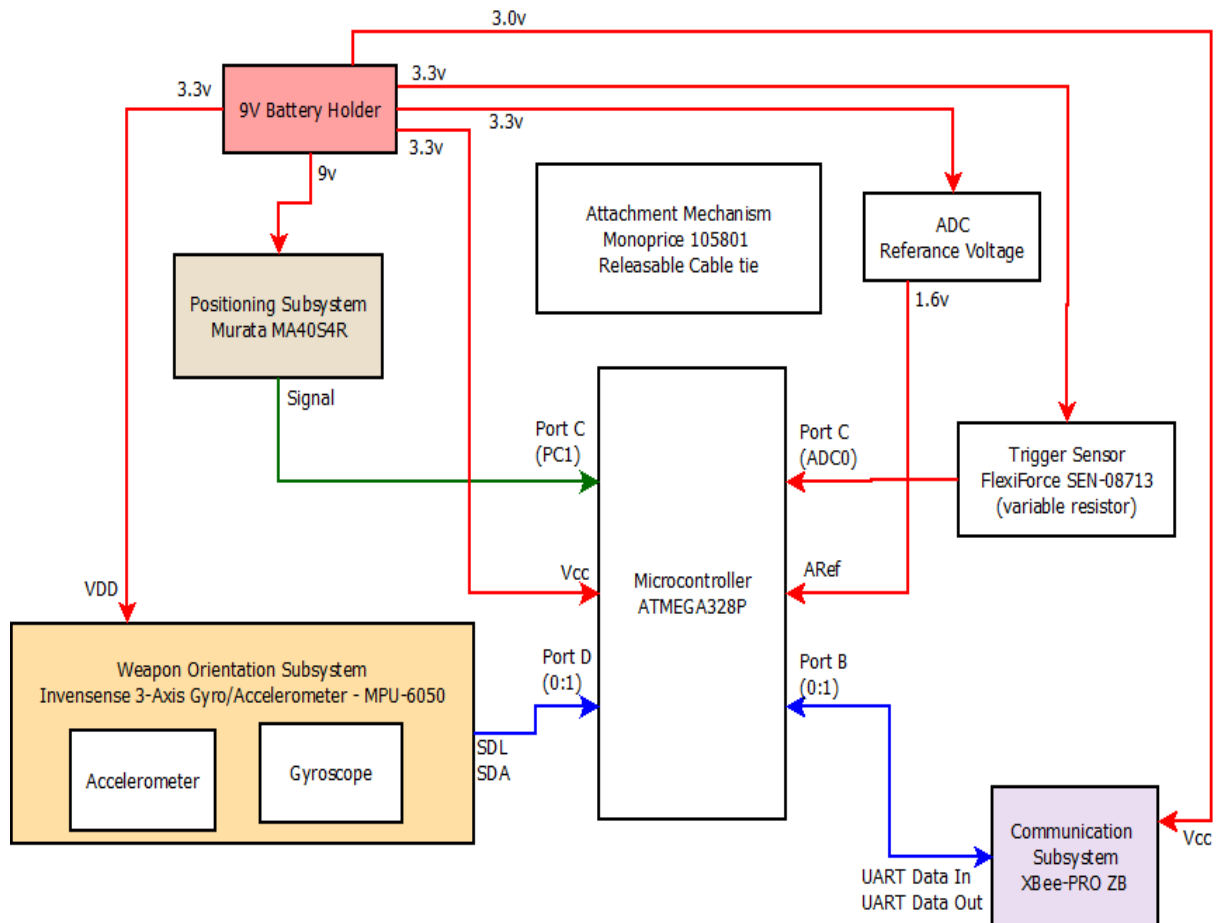 3.0v
3.3v
3.3v
9V Battery Holder
3.3v
3.3v
9v
Attachment Mechanism
Monoprice 105801
Releasable Cable tie
ADC
Referance Voltage
1.6v
Positioning Subsystem
Murata MA40S4R
Signal
Port C
(PC1)
Port C
(ADC0)
Trigger Sensor
FlexiForce SEN-08713
(variable resistor)
Vcc
Microcontroller
ATMEGA328P
ARef
VDD
Weapon Orientation Subsystem
Invensense 3-Axis Gyro/Accelerometer - MPU-6050
Accelerometer
Gyroscope
Port D
(0:1)
SDL
SDA
Port B
(0:1)
Communication
Subsystem
XBee-PRO ZB
Vcc
UART Data In
UART Data Out